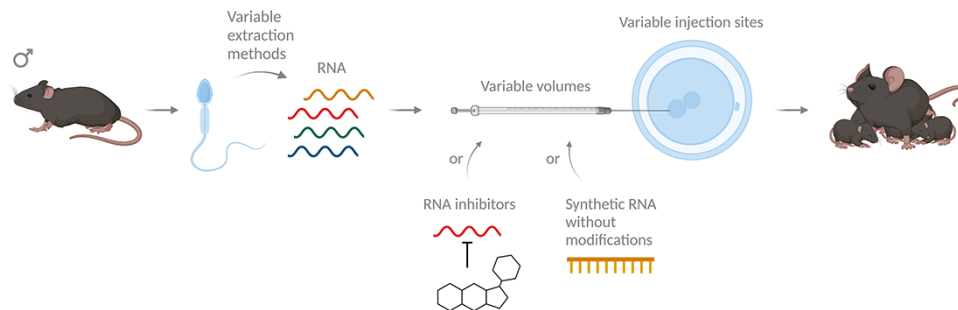 Variable
extraction
methods
RNA
Variable volumes
Variable injection sites
or
or
RNA inhibitors
Synthetic RNA
without
modifications